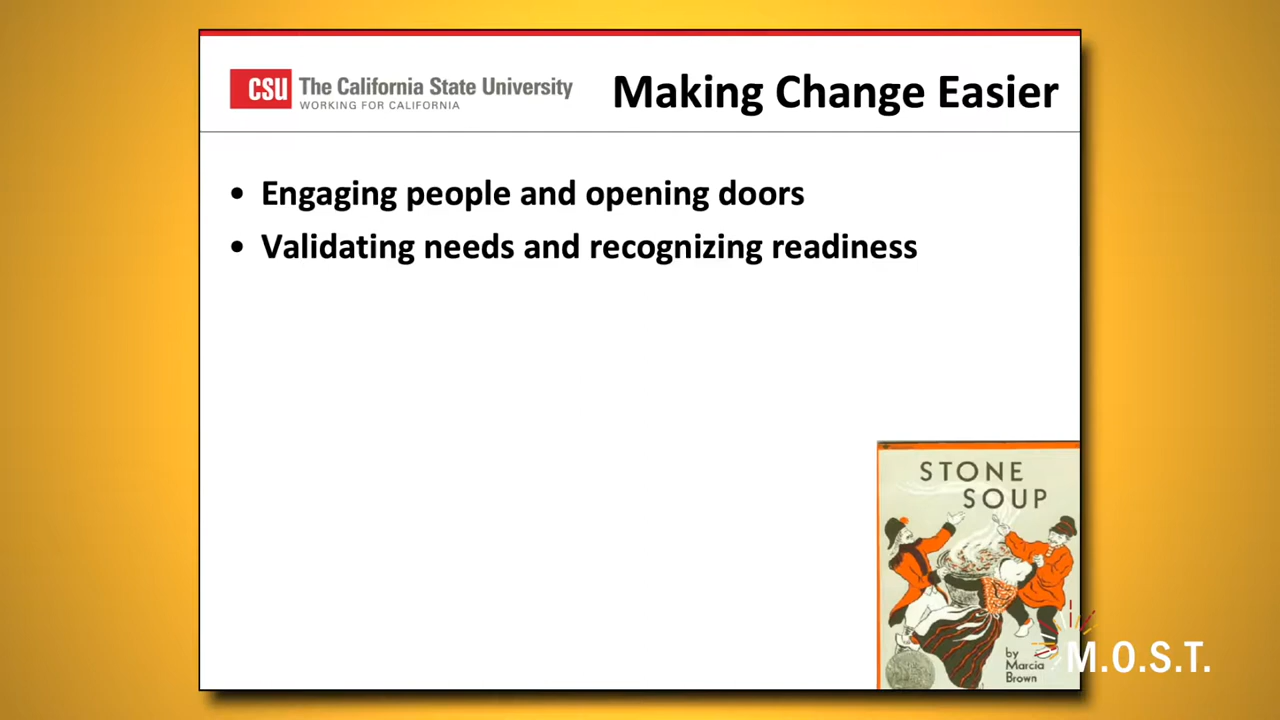 CSU The California State University
WORKING FOR CALIFORNIA
Making Change Easier
• Engaging people and opening doors
• Validating needs and recognizing readiness
STONE
SOUP
by
Marcia
Brown
M.O.S.T.